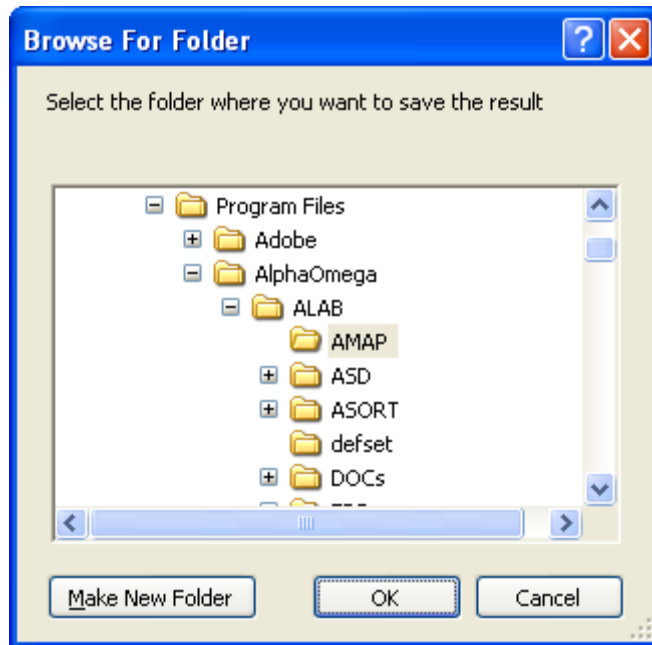 Browse For Folder
Select the folder where you want to save the result
Program Files
Adobe
AlphaOmega
ALAB
AMAP
ASD
ASORT
defset
DOCs
Make New Folder
OK
Cancel